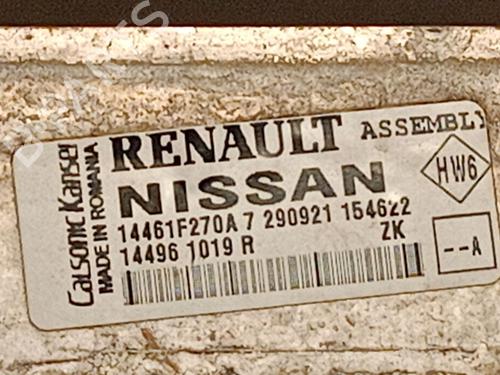 Calsonic Kansei
MADE IN ROMANIA
RENAULT ASSEMBLY
NISSAN
HW6
14461F270A 7 290921 154622
14496 1019 R ZK
--A